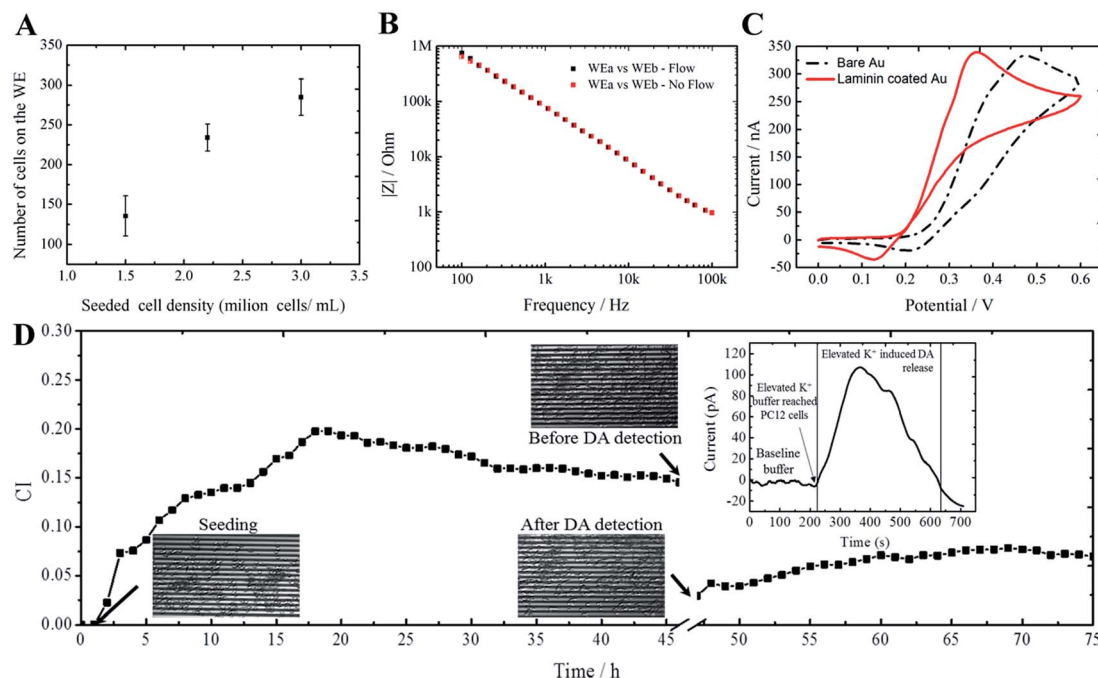 A
350
300
250
200
150
100
1.0 1.5 2.0 2.5 3.0 3.5
Number of cells on the WE
Seeded cell density (milion cells/ mL)
B
1M
100k
10k
1k
100
100 1k 10k 100k
|Z| / Ohm
Frequency / Hz
WEa vs WEb - Flow
WEa vs WEb - No Flow
C
350
300
250
200
150
100
50
0
-50
0.0 0.1 0.2 0.3 0.4 0.5 0.6
Current / nA
Potential / V
Bare Au
Laminin coated Au
D
0.30
0.25
0.20
0.15
0.10
0.05
0.00
CI
0 5 10 15 20 25 30 35 40 45 50 55 60 65 70 75
Time / h
Seeding
Before DA detection
After DA detection
120
100
80
60
40
20
0
-20
0 100 200 300 400 500 600 700
Current (pA)
Time (s)
Elevated K⁺ induced DA
release
Elevated K⁺
buffer reached
PC12 cells
Baseline
buffer